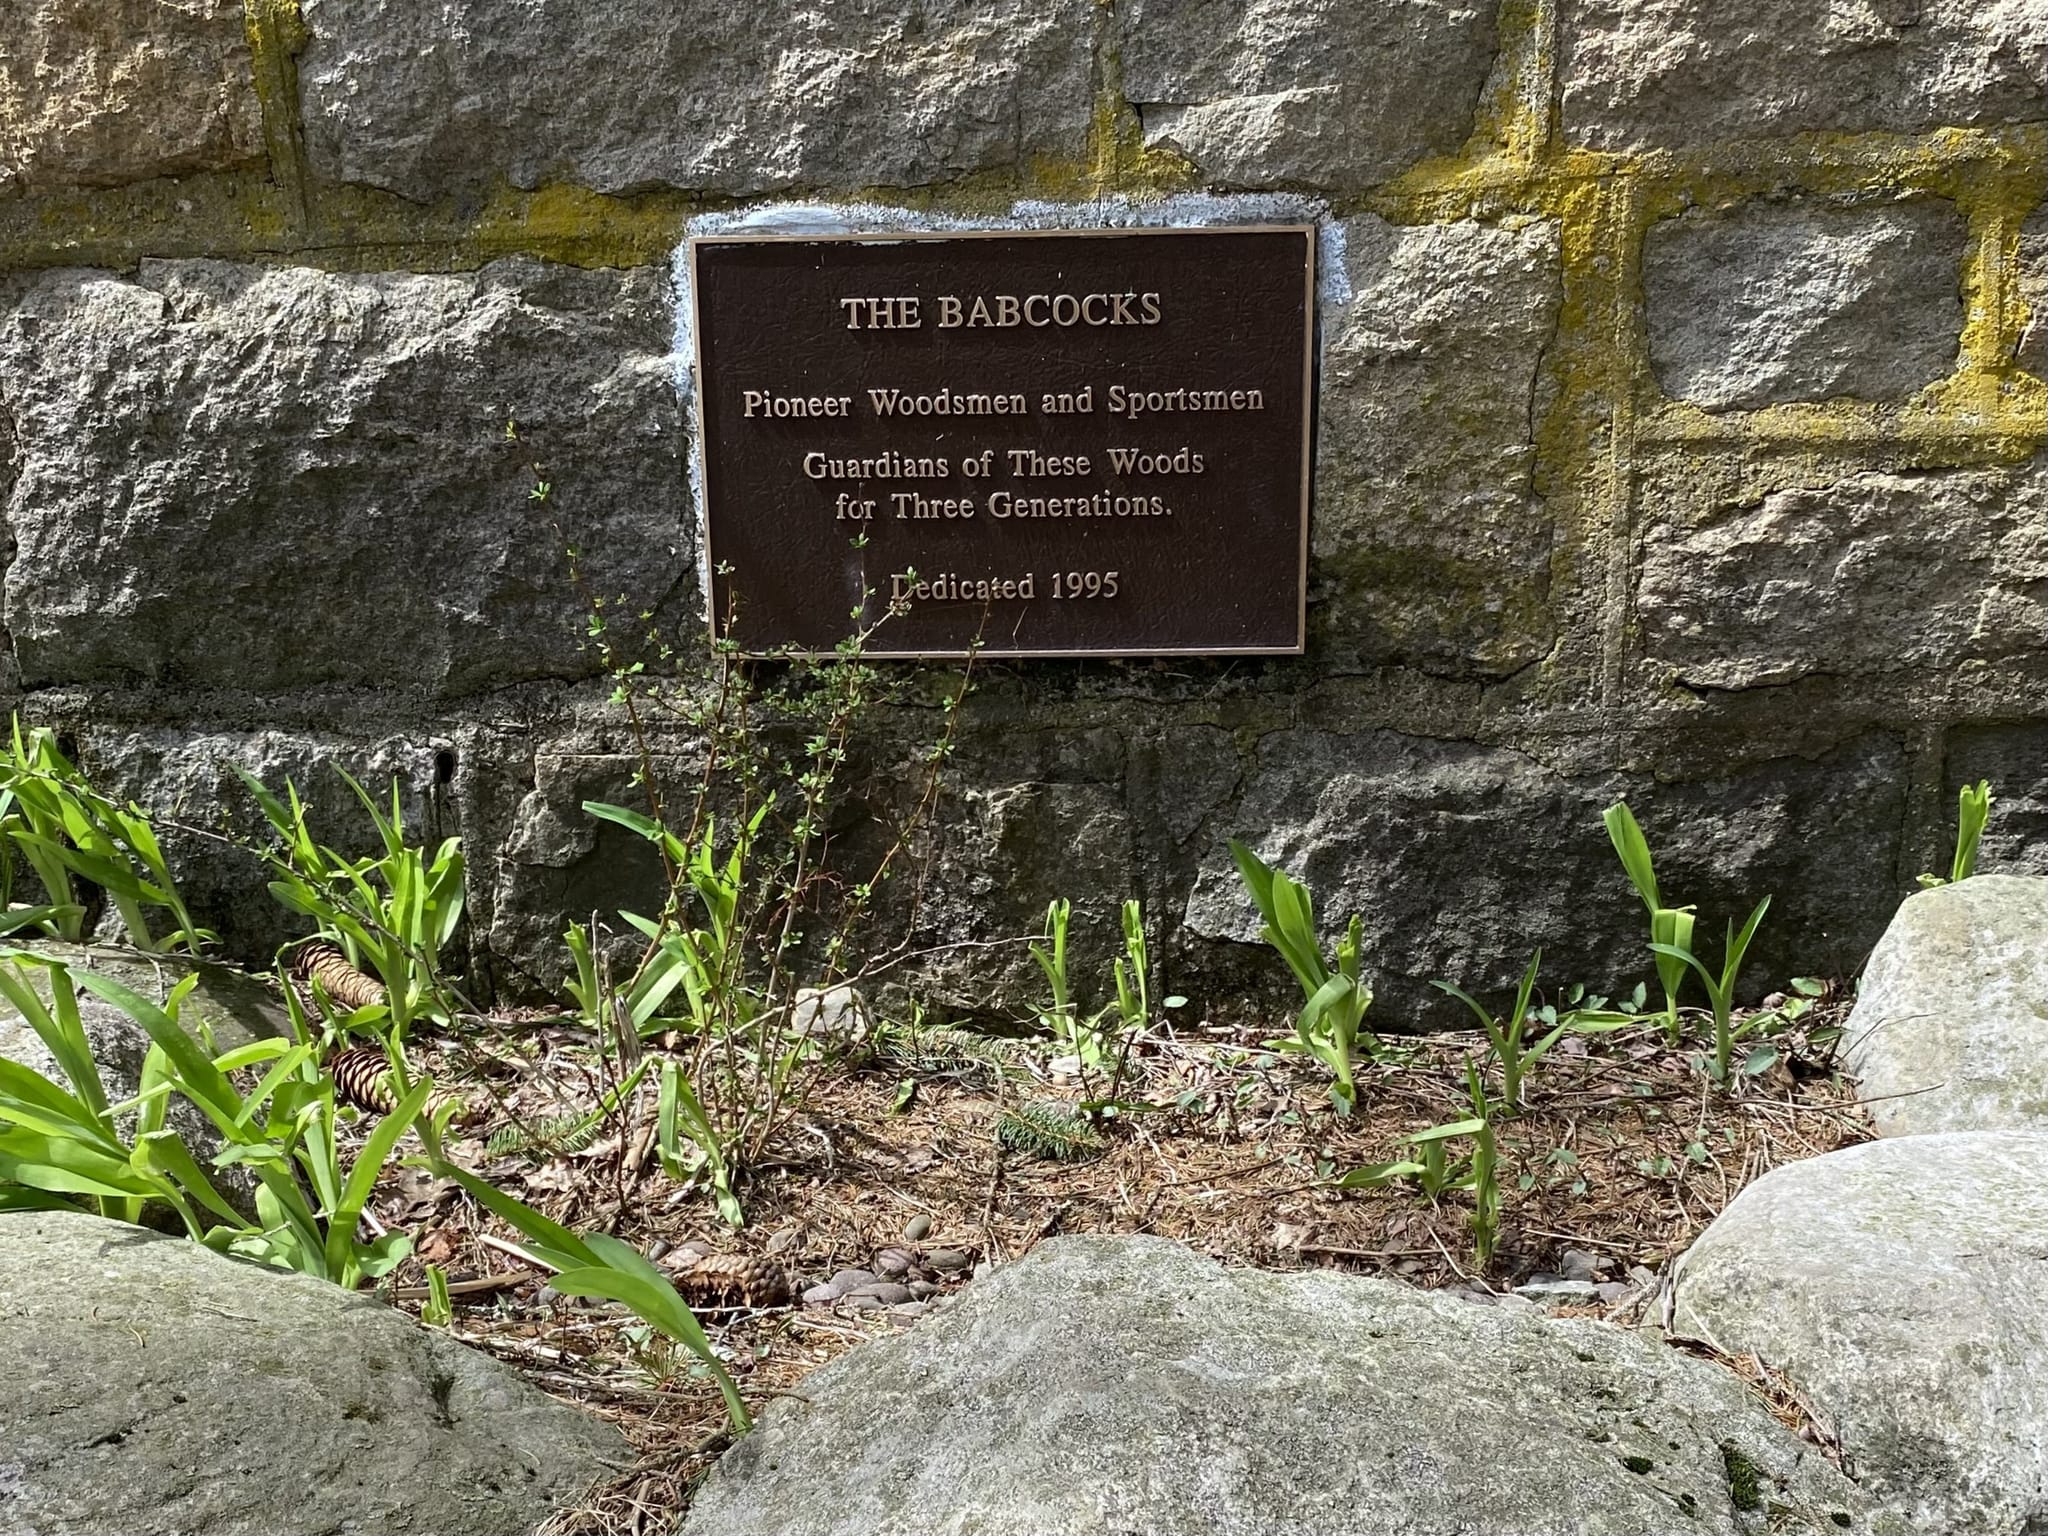 THE BABCOCKS
Pioneer Woodsmen and Sportsmen
Guardians of These Woods
for Three Generations.
Dedicated 1995